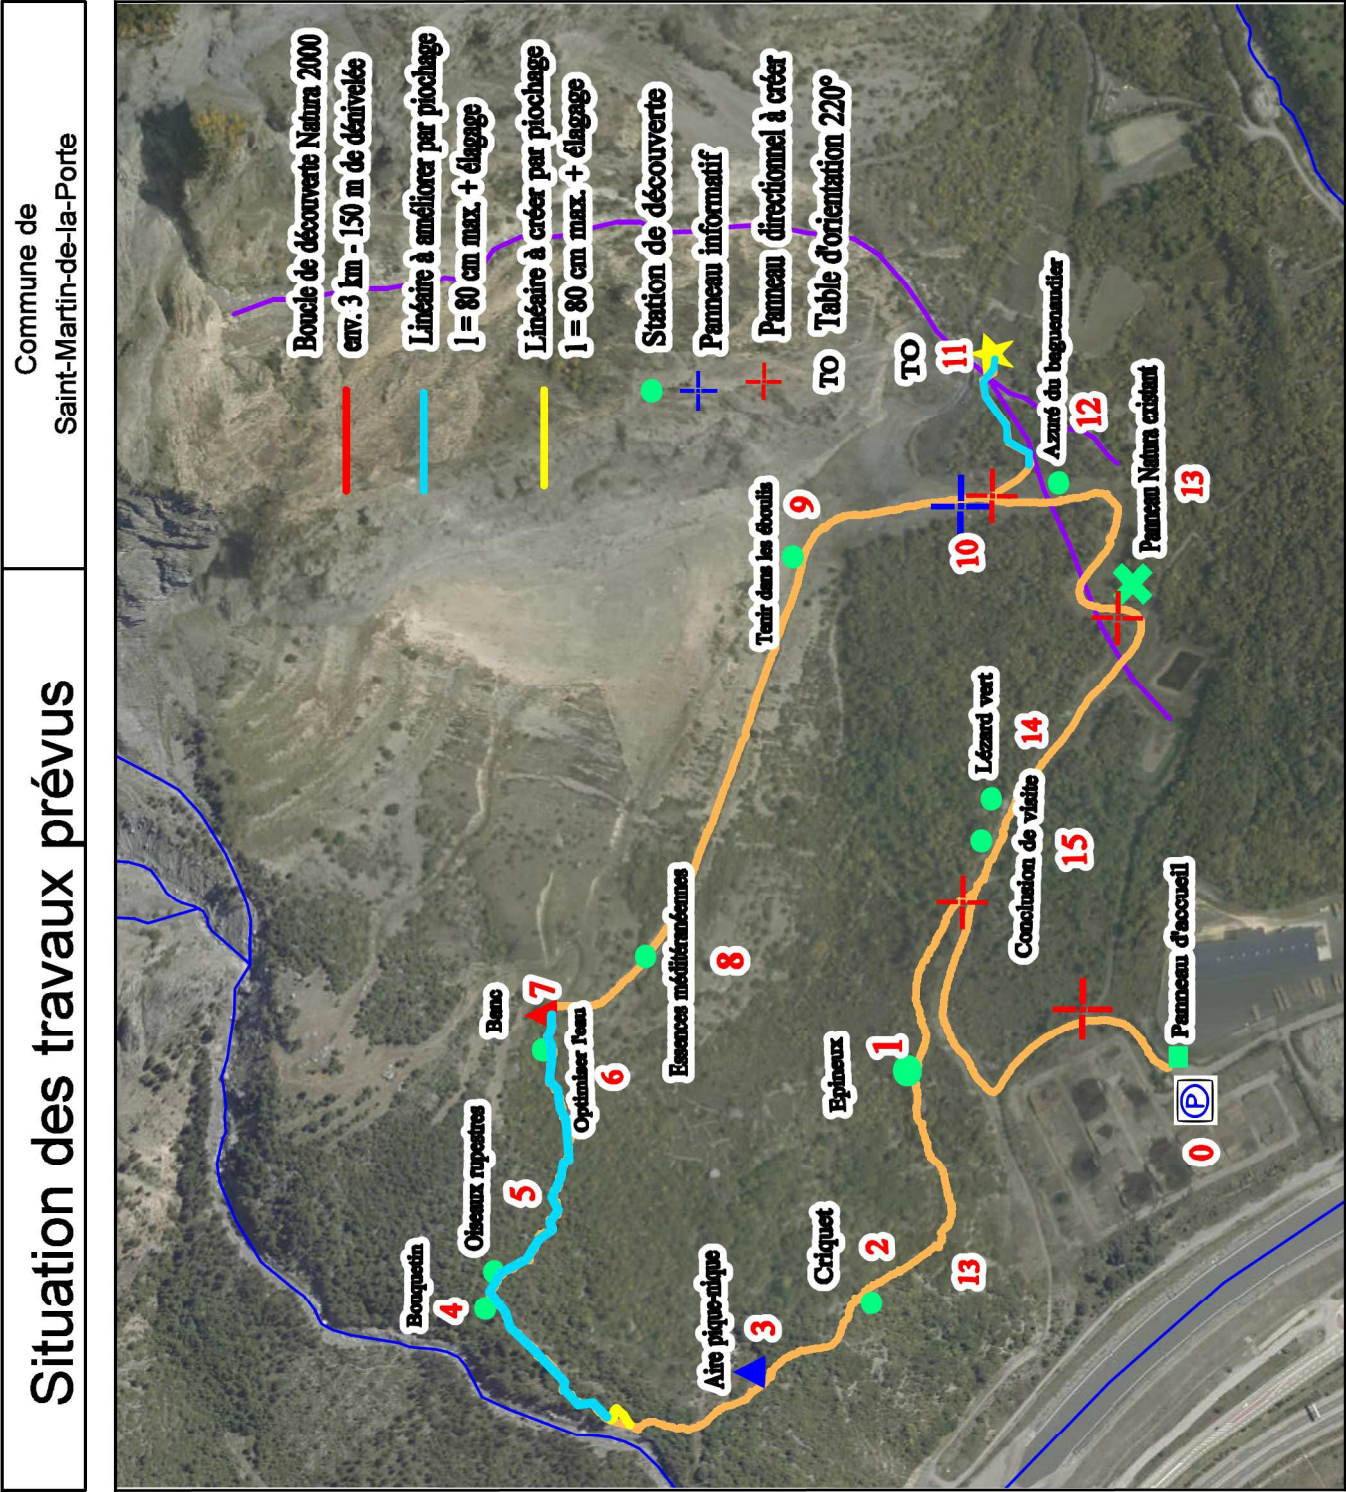 Situation des travaux prévus
Commune de
Saint-Martin-de-la-Porte
Boucle de découverte Natura 2000
env. 3 km - 150 m de dénivelée
Linéaire à améliorer par piochage
l = 80 cm max. + élagage
Linéaire à créer par piochage
l = 80 cm max. + élagage
Station de découverte
Panneau informatif
Panneau directionnel à créer
TO Table d'orientation 220°
Bouquetin
4
Oiseaux rupestres
5
Banc
7
Optimiser l'eau
6
Essences méditéranéennes
8
Tenir dans les éboulis
9
Aire pique-nique
3
Criquet
2
13
Epineux
1
10
TO
11
Azuré du baguenaudier
12
Panneau Natura existant
13
Lézard vert
14
Conclusion de visite
15
Panneau d'accueil
P
0